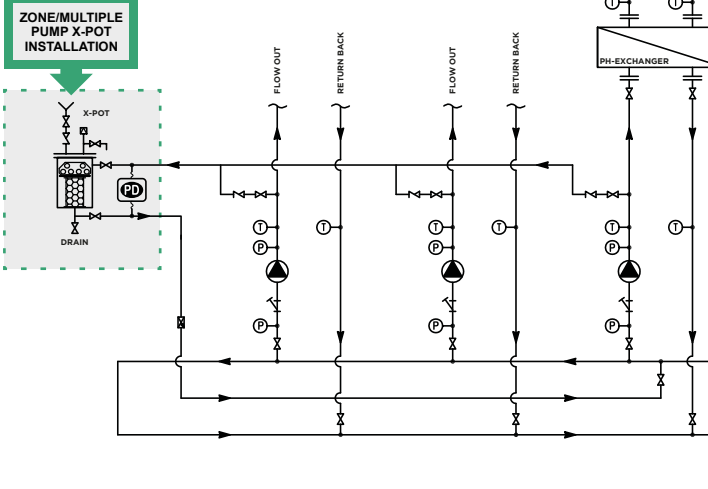 ZONE/MULTIPLE
PUMP X-POT
INSTALLATION
X-POT
PD
DRAIN
FLOW OUT
RETURN BACK
FLOW OUT
RETURN BACK
PH-EXCHANGER
T
T
T
T
T
T
T
T
P
P
P
P
P
P